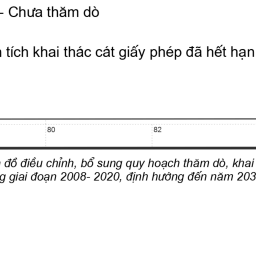 - Chưa thăm dò
tích khai thác cát giấy phép đã hết hạn
80 82
đồ điều chỉnh, bổ sung quy hoạch thăm dò, khai
giai đoạn 2008- 2020, định hướng đến năm 203